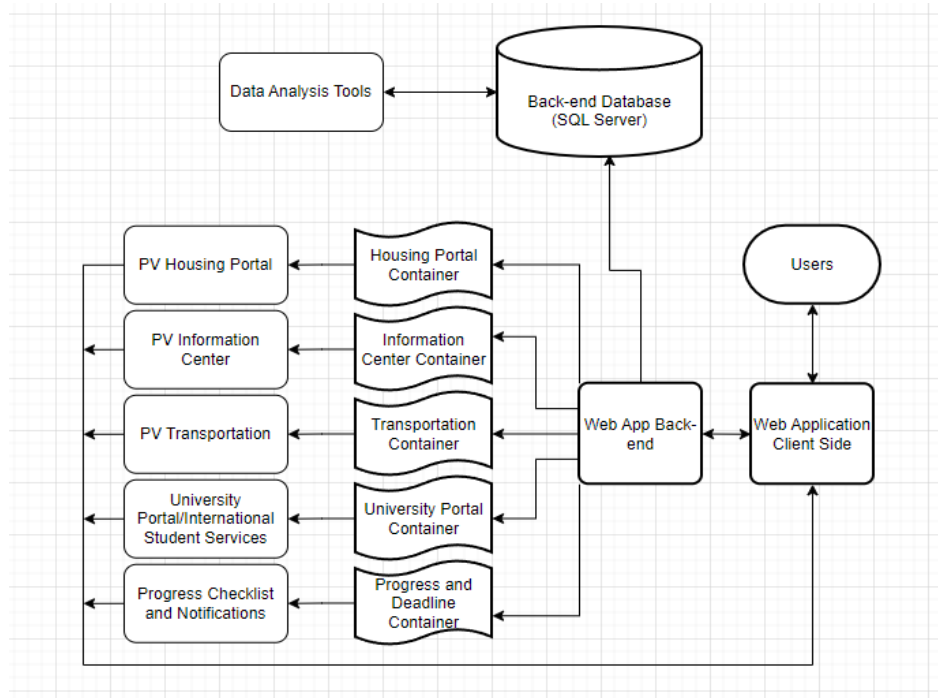 Data Analysis Tools
Back-end Database
(SQL Server)
PV Housing Portal
Housing Portal
Container
Users
PV Information
Center
Information
Center Container
PV Transportation
Transportation
Container
Web App Back-
end
Web Application
Client Side
University
Portal/International
Student Services
University Portal
Container
Progress Checklist
and Notifications
Progress and
Deadline
Container